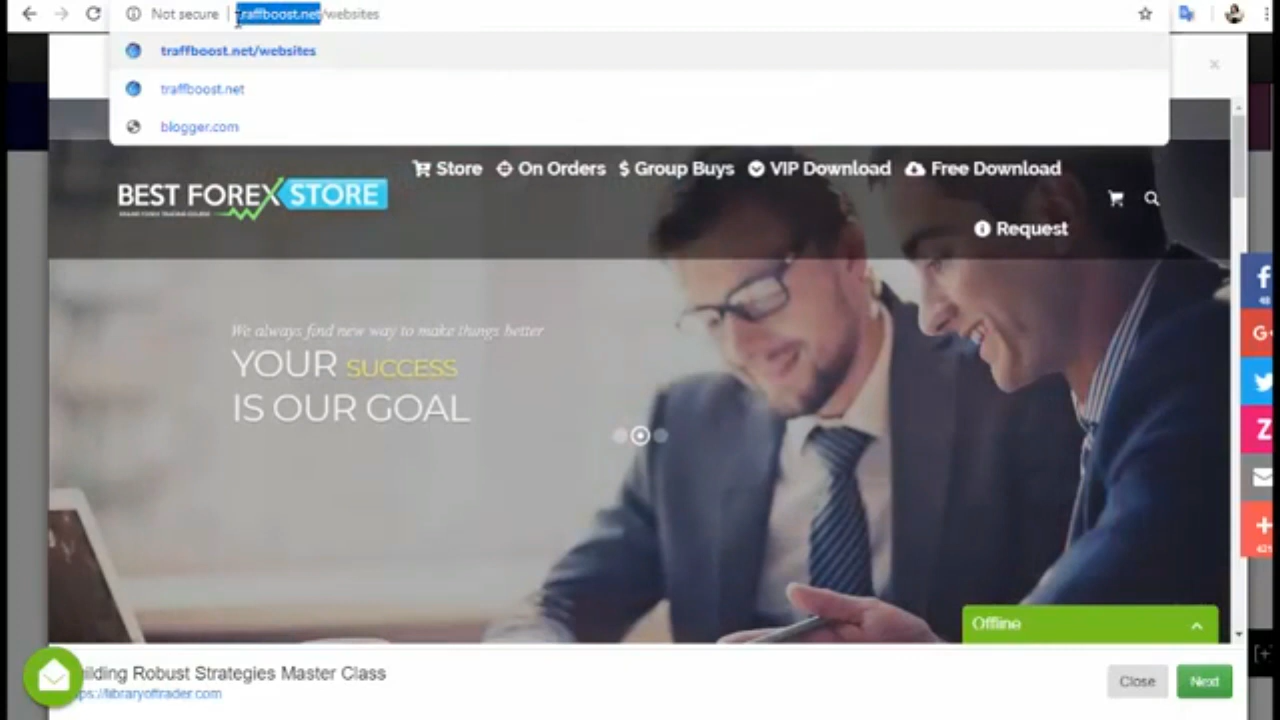 Not secure | traffboost.net/websites
traffboost.net/websites
traffboost.net
blogger.com
Store On Orders $ Group Buys VIP Download Free Download
BEST FOREX STORE
Request
We always find new way to make things better
YOUR SUCCESS
IS OUR GOAL
Offline
ilding Robust Strategies Master Class
ps://libraryoftrader.com
Close Next